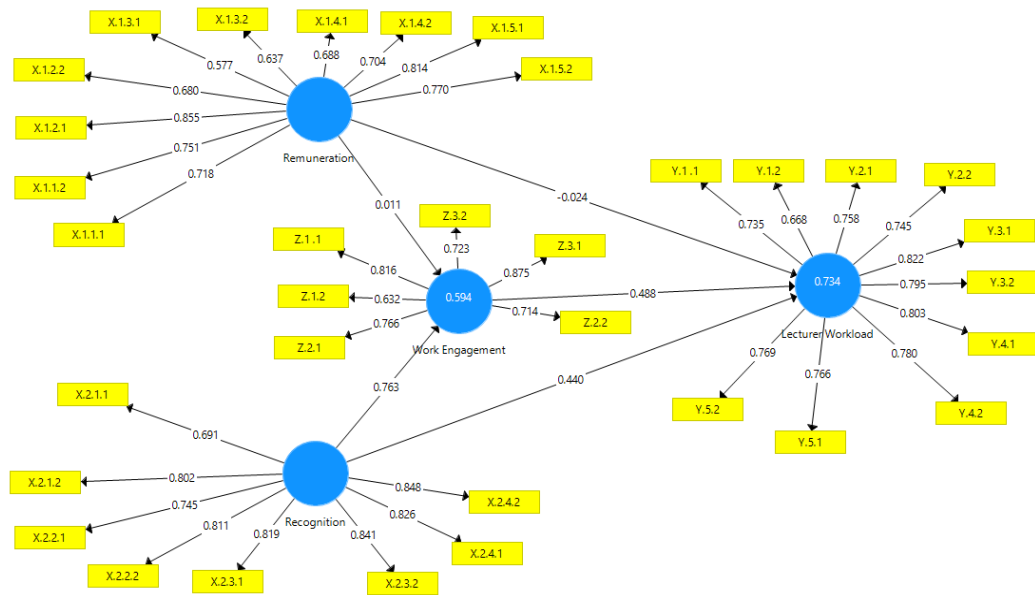 X.1.3.1
X.1.3.2
X.1.4.1
X.1.4.2
X.1.5.1
X.1.2.2
0.577
0.637
0.688
0.704
0.814
X.1.5.2
0.680
0.770
X.1.2.1
0.855
X.1.1.2
0.751
Remuneration
0.718
X.1.1.1
0.011
-0.024
Y.1..1
Y.1.2
Y.2.1
Y.2.2
0.735
0.668
0.758
0.745
Y.3.1
0.822
Z.3.2
Z.1..1
0.723
Z.3.1
0.816
0.875
Z.1.2
0.632
0.594
0.488
0.734
0.795
Y.3.2
0.766
0.714
0.803
Z.2.1
Z.2.2
Work Engagement
Lecturer Workload
Y.4.1
0.769
0.766
0.780
0.763
0.440
Y.5.2
Y.4.2
Y.5.1
X.2.1.1
0.691
X.2.1.2
0.802
0.848
X.2.4.2
0.745
0.826
X.2.2.1
0.811
Recognition
0.819
0.841
X.2.4.1
X.2.2.2
X.2.3.1
X.2.3.2